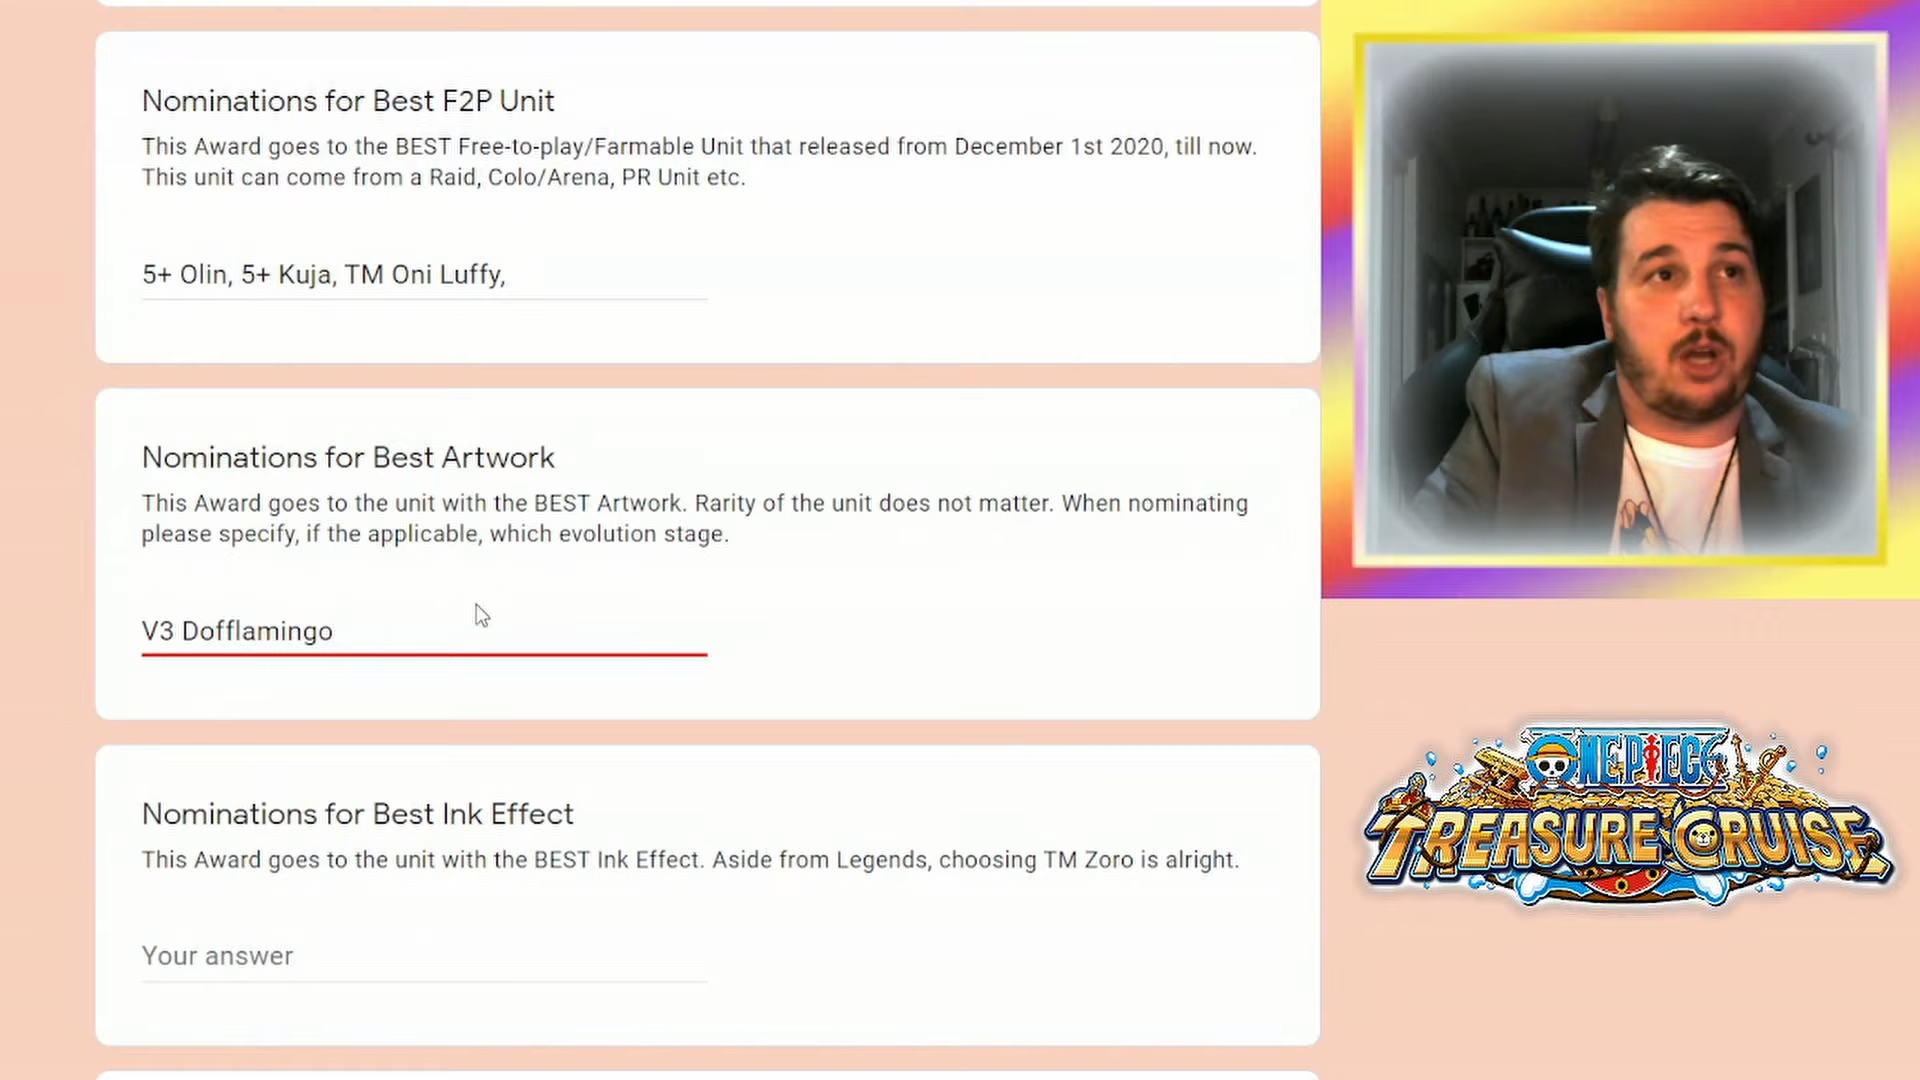 Nominations for Best F2P Unit
This Award goes to the BEST Free-to-play/Farmable Unit that released from December 1st 2020, till now.
This unit can come from a Raid, Colo/Arena, PR Unit etc.
5+ Olin, 5+ Kuja, TM Oni Luffy,
Nominations for Best Artwork
This Award goes to the unit with the BEST Artwork. Rarity of the unit does not matter. When nominating
please specify, if the applicable, which evolution stage.
V3 Dofflamingo
Nominations for Best Ink Effect
This Award goes to the unit with the BEST Ink Effect. Aside from Legends, choosing TM Zoro is alright.
Your answer
ONE PIECE
TREASURE CRUISE